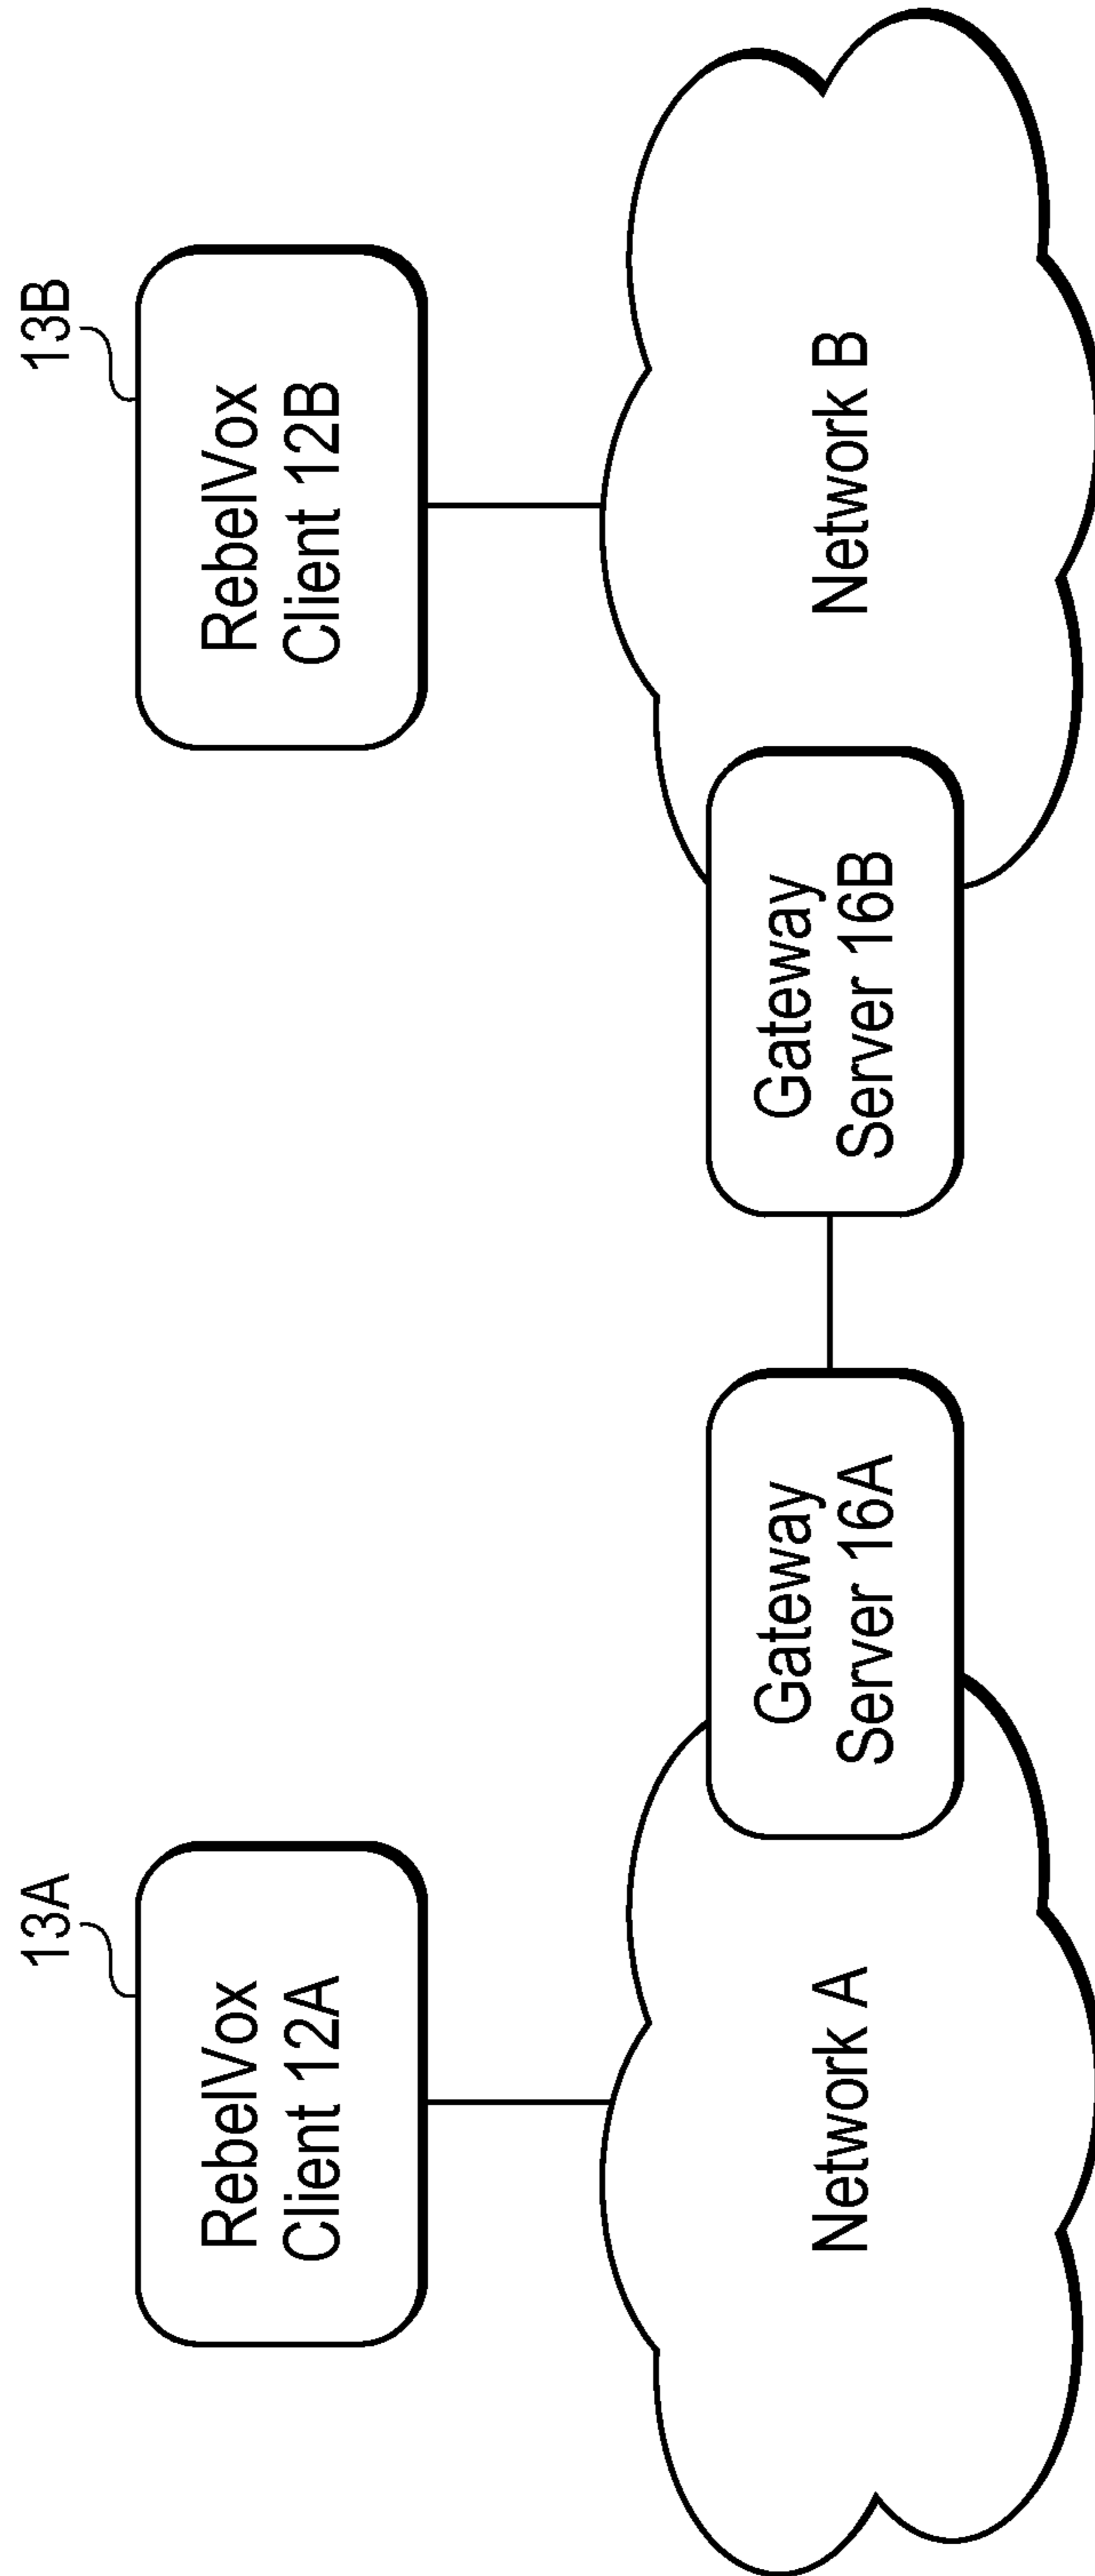 13A
RebelVox
Client 12A
13B
RebelVox
Client 12B
Network A
Gateway
Server 16A
Gateway
Server 16B
Network B